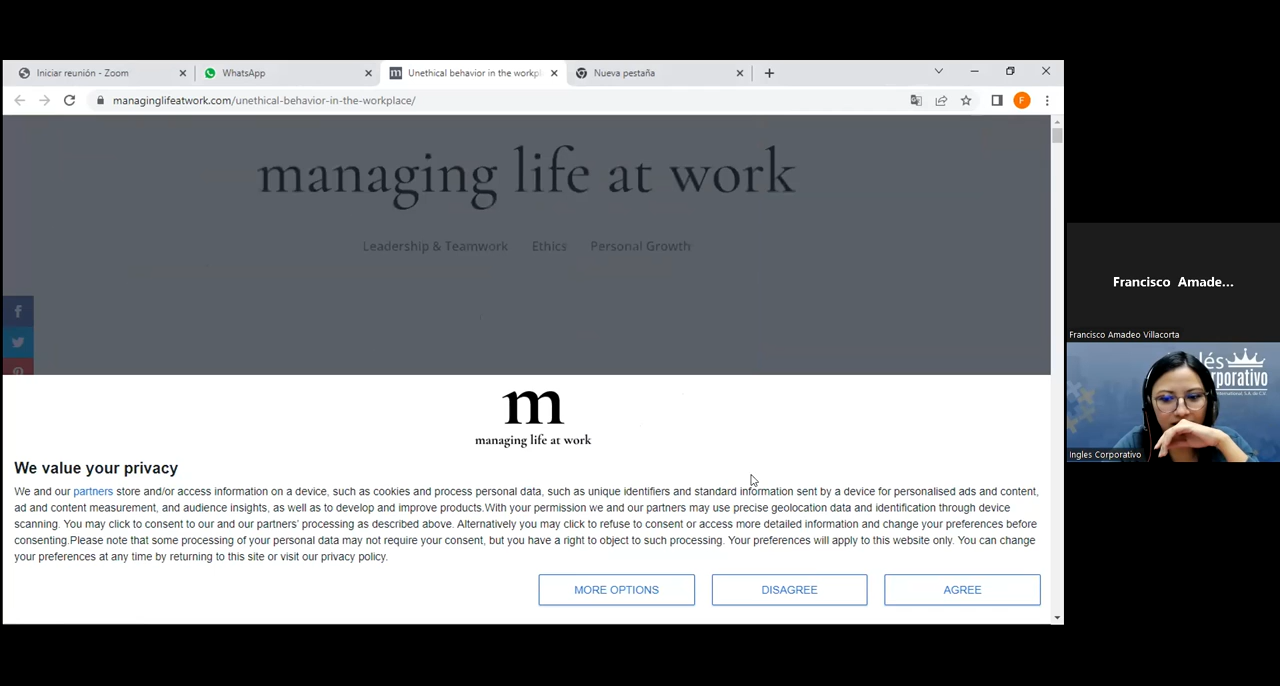 Iniciar reunión - Zoom
WhatsApp
Unethical behavior in the workpl
Nueva pestaña
managinglifeatwork.com/unethical-behavior-in-the-workplace/
F
managing life at work
Leadership & Teamwork Ethics Personal Growth
m
managing life at work
We value your privacy
We and our partners store and/or access information on a device, such as cookies and process personal data, such as unique identifiers and standard information sent by a device for personalised ads and content,
ad and content measurement, and audience insights, as well as to develop and improve products.With your permission we and our partners may use precise geolocation data and identification through device
scanning. You may click to consent to our and our partners' processing as described above. Alternatively you may click to refuse to consent or access more detailed information and change your preferences before
consenting.Please note that some processing of your personal data may not require your consent, but you have a right to object to such processing. Your preferences will apply to this website only. You can change
your preferences at any time by returning to this site or visit our privacy policy.
MORE OPTIONS DISAGREE AGREE
Francisco Amade...
Francisco Amadeo Villacorta
lés
rporativo
Ingles Corporativo